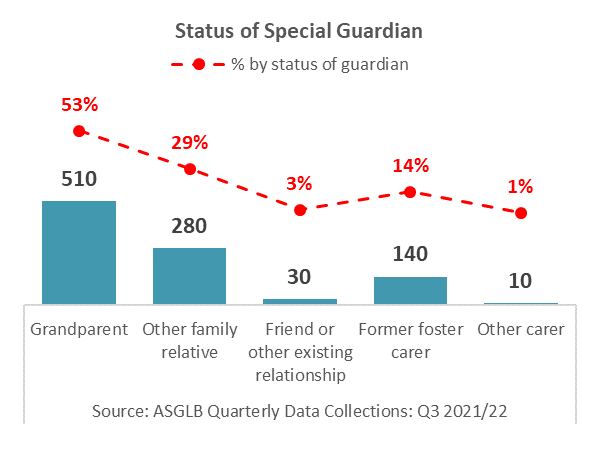 Status of Special Guardian
% by status of guardian
53%
29%
3%
14%
1%
510
280
30
140
10
Grandparent
Other family
relative
Friend or
other existing
relationship
Former foster
carer
Other carer
Source: ASGLB Quarterly Data Collections: Q3 2021/22